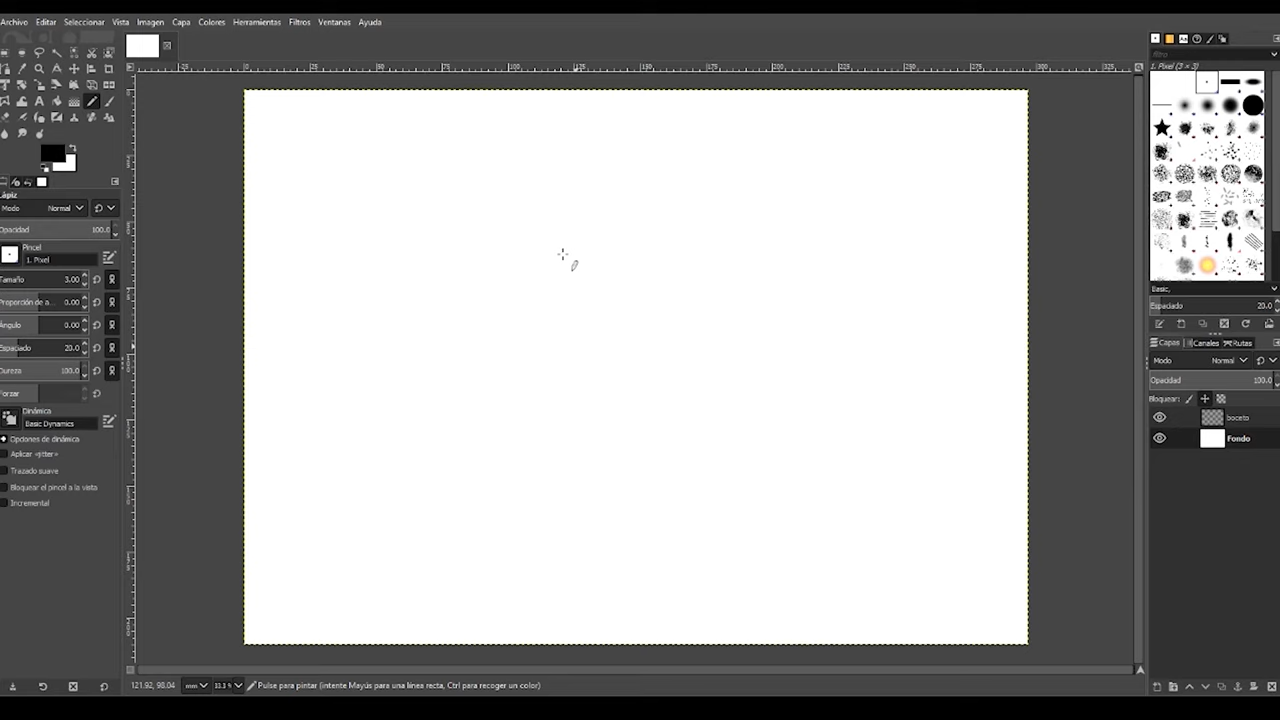 Archivo Editar Seleccionar Vista Imagen Capa Colores Herramientas Filtros Ventanas Ayuda
Lápiz
Modo Normal
Opacidad 100.0
Pincel
1. Pixel
Tamaño 3.00
Proporción de a... 0.00
Ángulo 0.00
Espaciado 20.0
Dureza 100.0
Forzar
Dinámica
Basic Dynamics
Opciones de dinámica
Aplicar «jitter»
Trazado suave
Bloquear el pincel a la vista
Incremental
121.92, 98.04 mm 33.3 % Pulse para pintar (intente Mayús para una línea recta, Ctrl para recoger un color)
filtro
1. Pixel (3 × 3)
Basic,
Espaciado 20.0
Capas Canales Rutas
Modo Normal
Opacidad 100.0
Bloquear:
boceto
Fondo